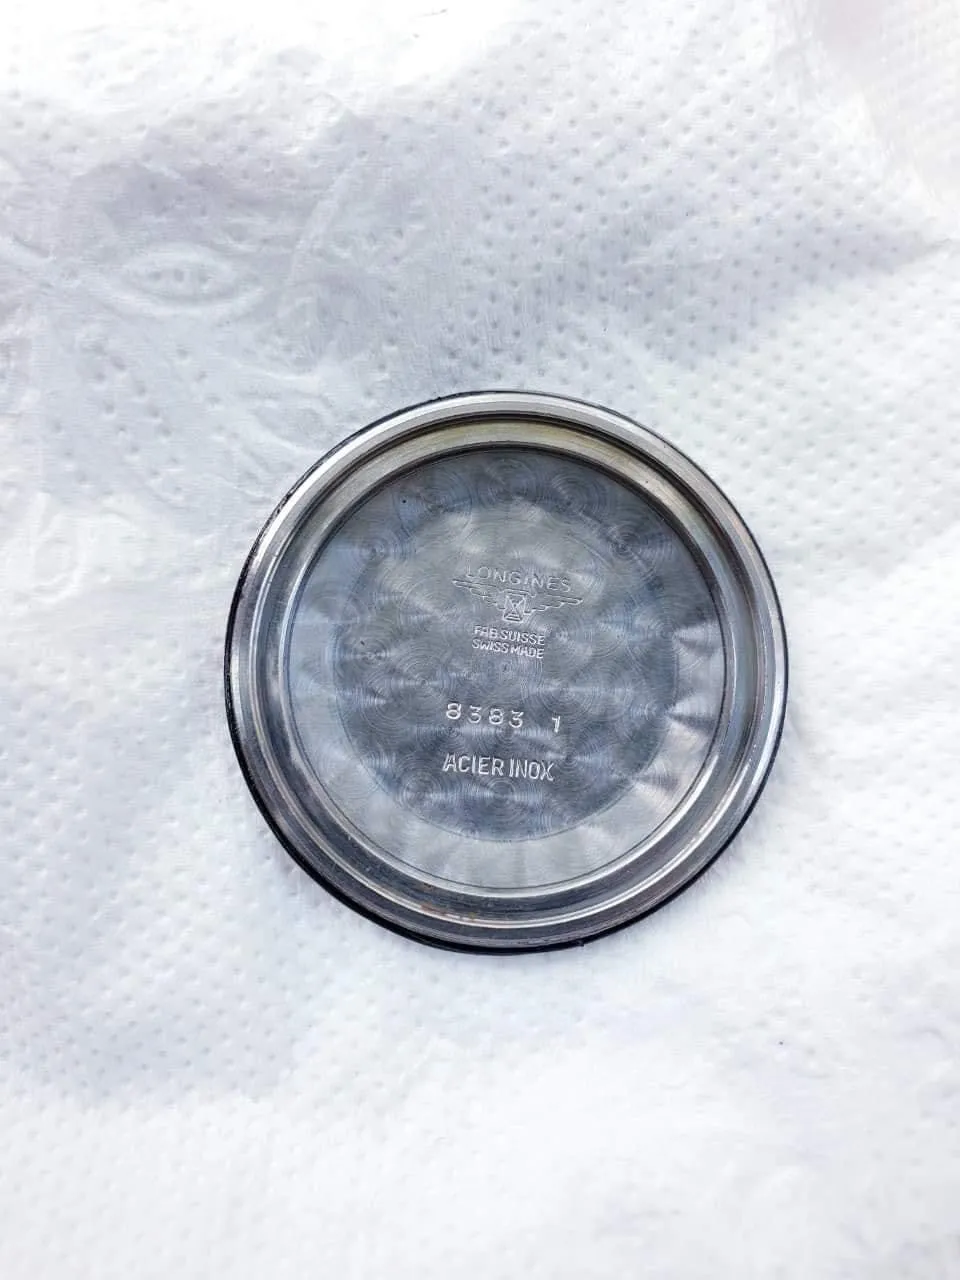 LONGINES
FAB.SUISSE
SWISS MADE
8383 1
ACIER INOX